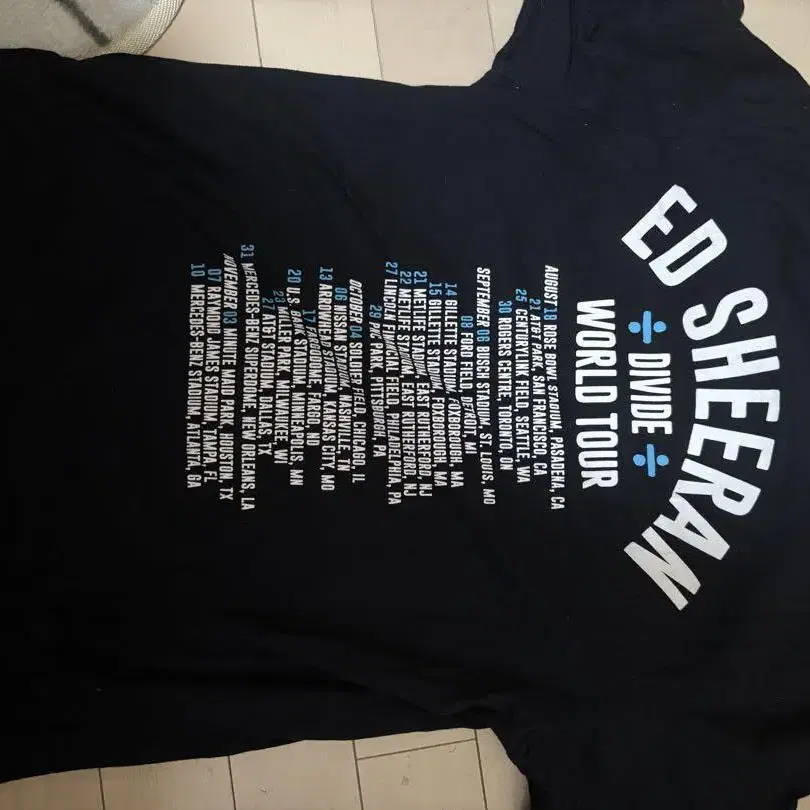 ED SHEERAN
÷ DIVIDE ÷
WORLD TOUR
AUGUST 18 ROSE BOWL STADIUM, PASADENA, CA
21 AT&T PARK, SAN FRANCISCO, CA
25 CENTURYLINK FIELD, SEATTLE, WA
30 ROGERS CENTRE, TORONTO, ON
SEPTEMBER 06 BUSCH STADIUM, ST. LOUIS, MO
08 FORD FIELD, DETROIT, MI
14 GILLETTE STADIUM, FOXBOROUGH, MA
15 GILLETTE STADIUM, FOXBOROUGH, MA
21 METLIFE STADIUM, EAST RUTHERFORD, NJ
22 METLIFE STADIUM, EAST RUTHERFORD, NJ
27 LINCOLN FINANCIAL FIELD, PHILADELPHIA, PA
29 PNC PARK, PITTSBURGH, PA
OCTOBER 04 SOLDIER FIELD, CHICAGO, IL
06 NISSAN STADIUM, NASHVILLE, TN
13 ARROWHEAD STADIUM, KANSAS CITY, MO
17 FARGODOME, FARGO, ND
20 U.S. BANK STADIUM, MINNEAPOLIS, MN
23 MILLER PARK, MILWAUKEE, WI
27 AT&T STADIUM, DALLAS, TX
31 MERCEDES-BENZ SUPERDOME, NEW ORLEANS, LA
NOVEMBER 03 MINUTE MAID PARK, HOUSTON, TX
07 RAYMOND JAMES STADIUM, TAMPA, FL
10 MERCEDES-BENZ STADIUM, ATLANTA, GA